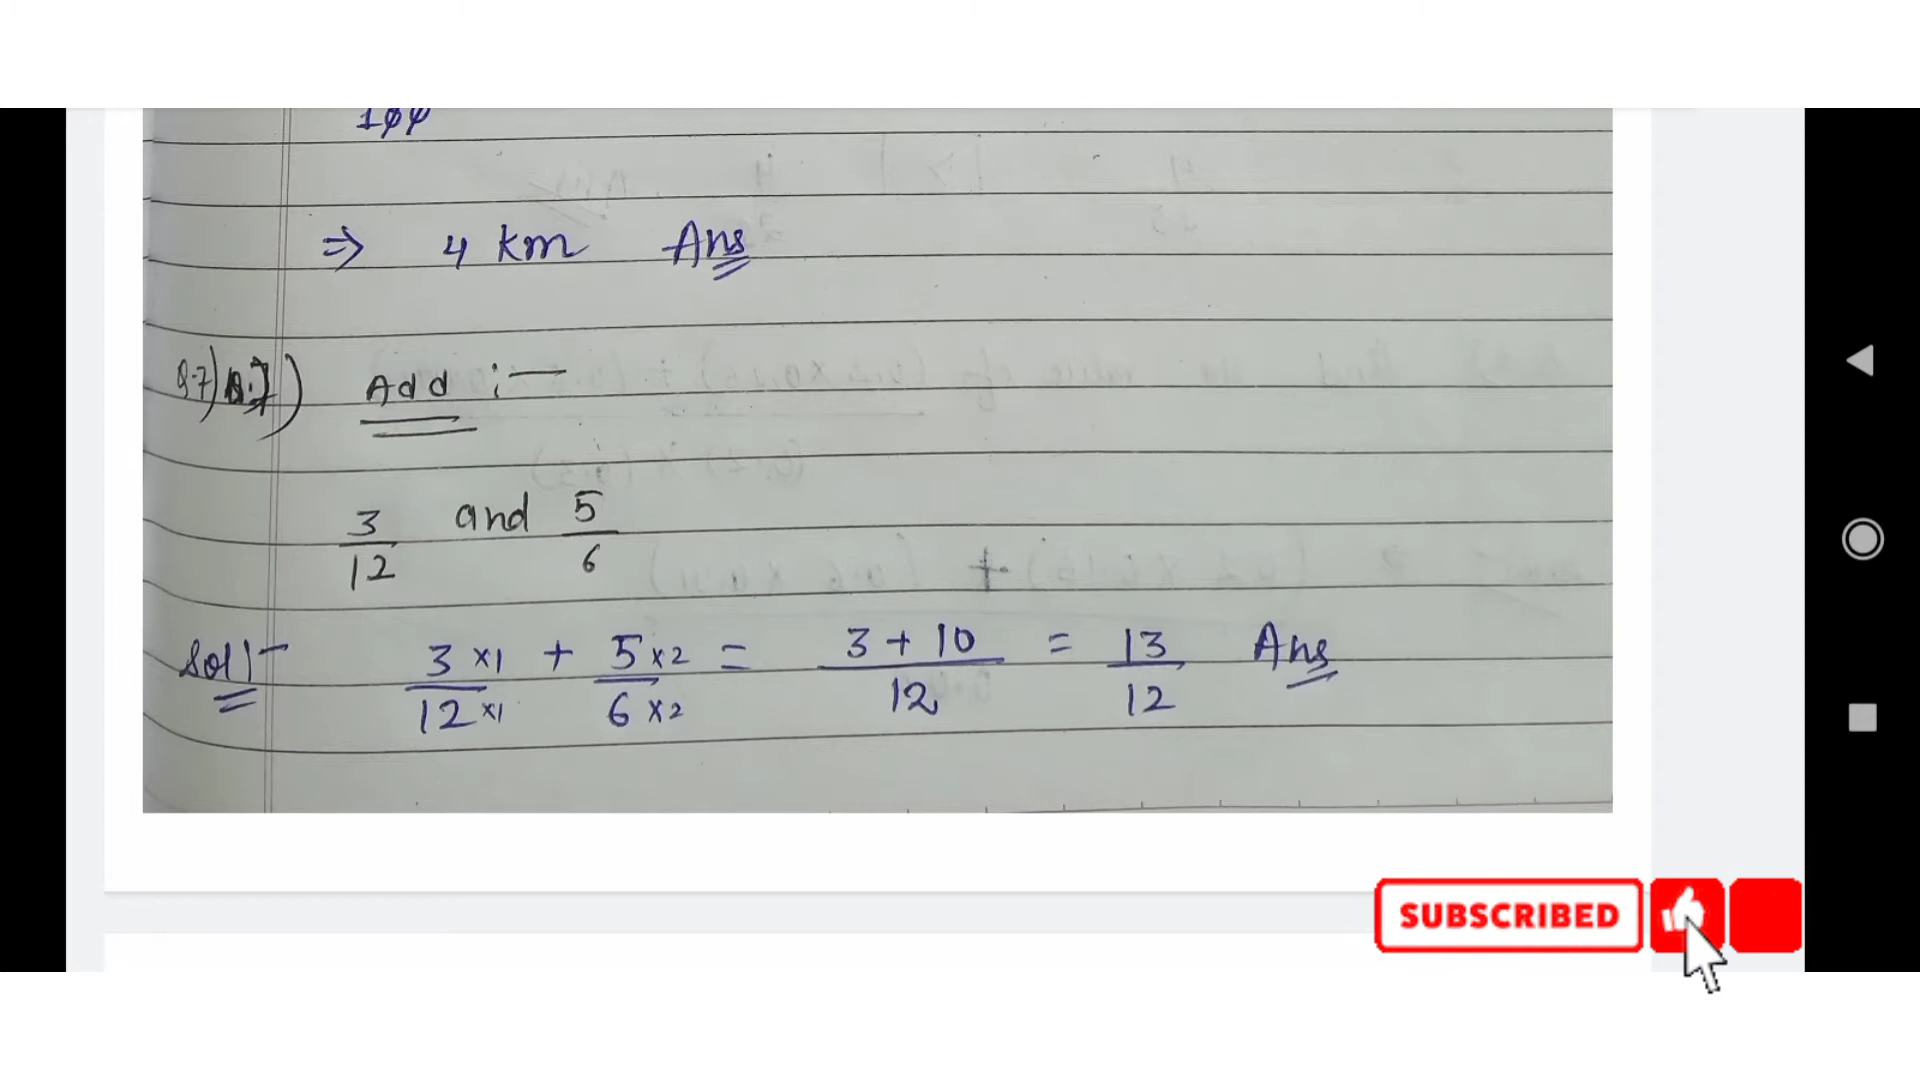 ⇒ 4 km Ans
Q.7) Add :-
3/12 and 5/6
Sol:- 3×1/12×1 + 5×2/6×2 = 3+10/12 = 13/12 Ans
SUBSCRIBED